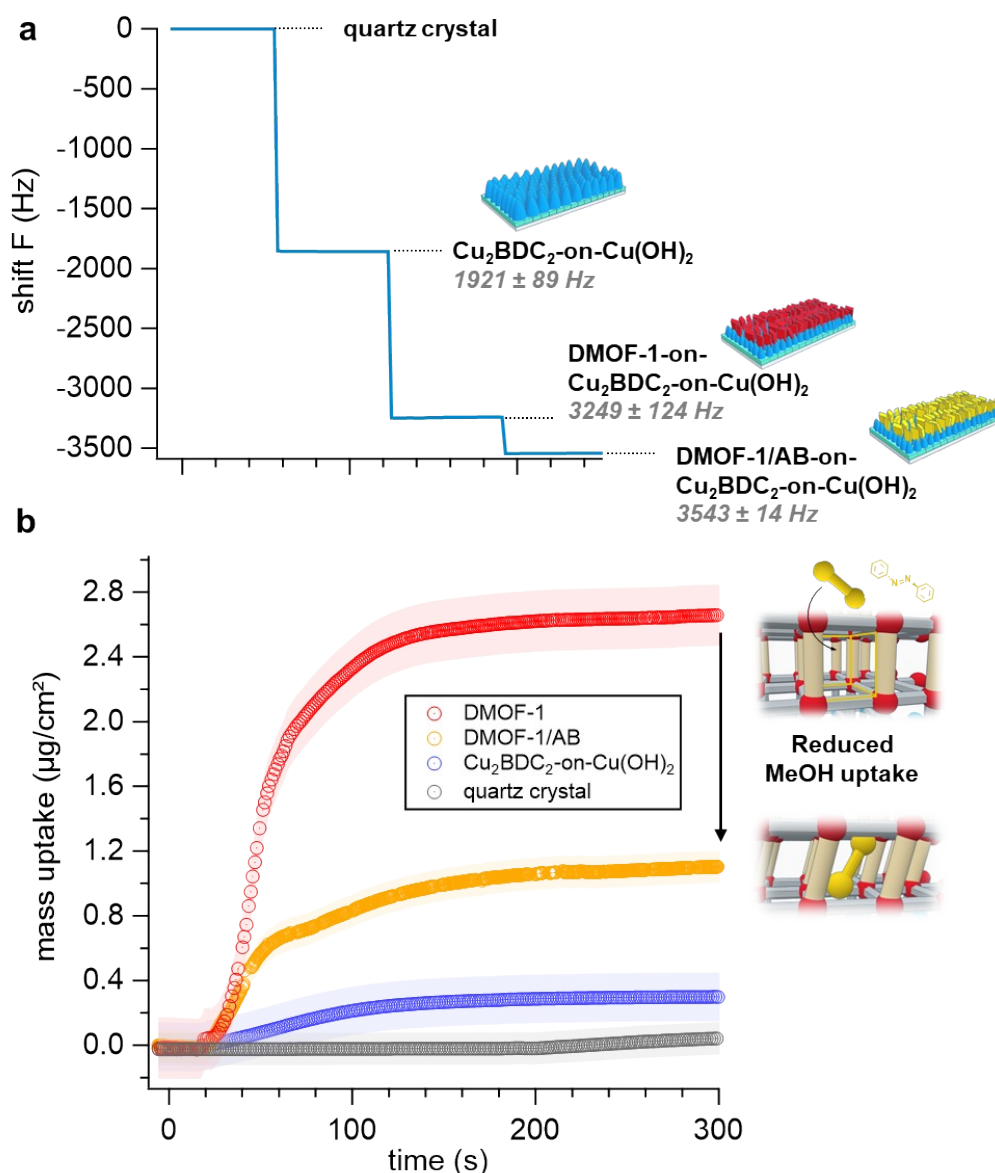 a
quartz crystal
0
-500
-1000
-1500
-2000
-2500
-3000
-3500
shift F (Hz)
Cu₂BDC₂-on-Cu(OH)₂
1921 ± 89 Hz
DMOF-1-on-
Cu₂BDC₂-on-Cu(OH)₂
3249 ± 124 Hz
DMOF-1/AB-on-
Cu₂BDC₂-on-Cu(OH)₂
3543 ± 14 Hz
b
2.8
2.4
2.0
1.6
1.2
0.8
0.4
0.0
mass uptake (µg/cm²)
DMOF-1
DMOF-1/AB
Cu₂BDC₂-on-Cu(OH)₂
quartz crystal
N=N
Reduced
MeOH uptake
0
100
200
300
time (s)